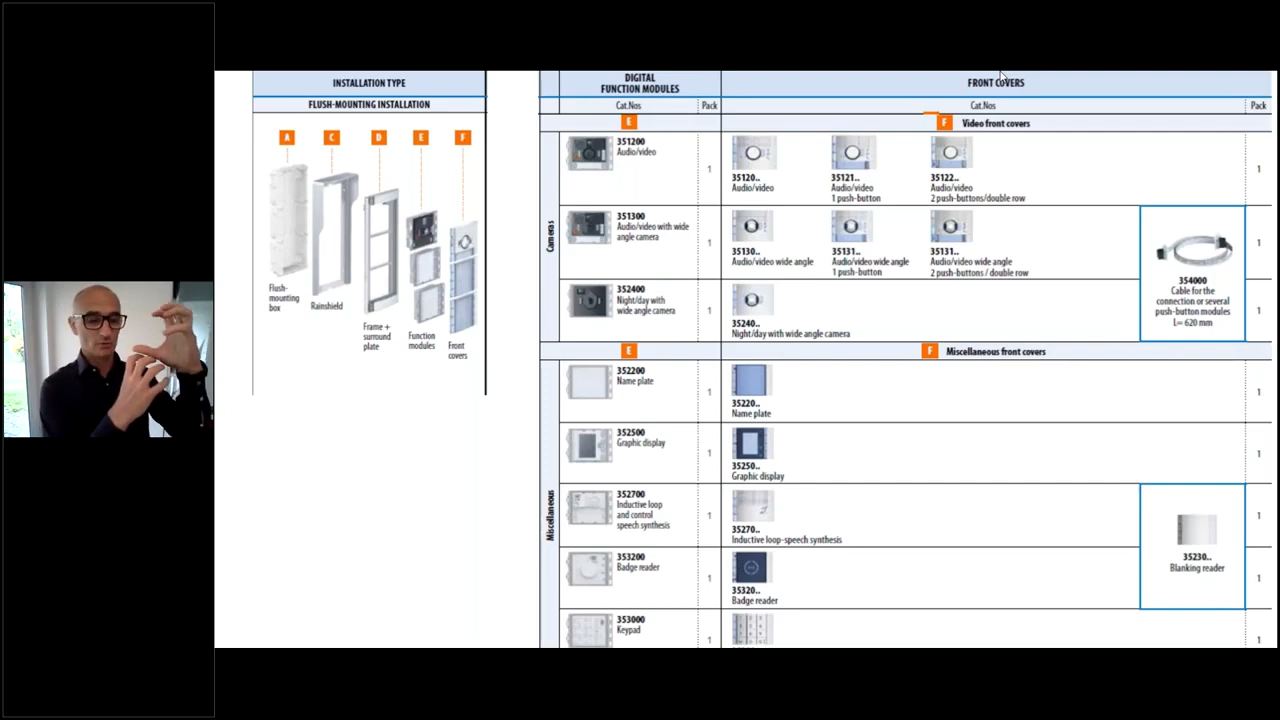 INSTALLATION TYPE
FLUSH-MOUNTING INSTALLATION
A
C
D
E
F
Flush-
mounting
box
Rainshield
Frame +
surround
plate
Function
modules
Front
covers
DIGITAL
FUNCTION MODULES
FRONT COVERS
Cat.Nos
Pack
Cat.Nos
Pack
E
F
Video front covers
Cameras
351200
Audio/video
1
35120..
Audio/video
35121..
Audio/video
1 push-button
35122..
Audio/video
2 push-buttons/double row
1
351300
Audio/video with wide
angle camera
1
35130..
Audio/video wide angle
35131..
Audio/video wide angle
1 push-button
35131..
Audio/video wide angle
2 push-buttons / double row
1
354000
Cable for the
connection or several
push-button modules
L= 620 mm
352400
Night/day with
wide angle camera
1
35240..
Night/day with wide angle camera
1
E
F
Miscellaneous front covers
Miscellaneous
352200
Name plate
1
35220..
Name plate
1
352500
Graphic display
1
35250..
Graphic display
1
352700
Inductive loop
and control
speech synthesis
1
35270..
Inductive loop-speech synthesis
1
35230..
Blanking reader
353200
Badge reader
1
35320..
Badge reader
1
353000
Keypad
1
1